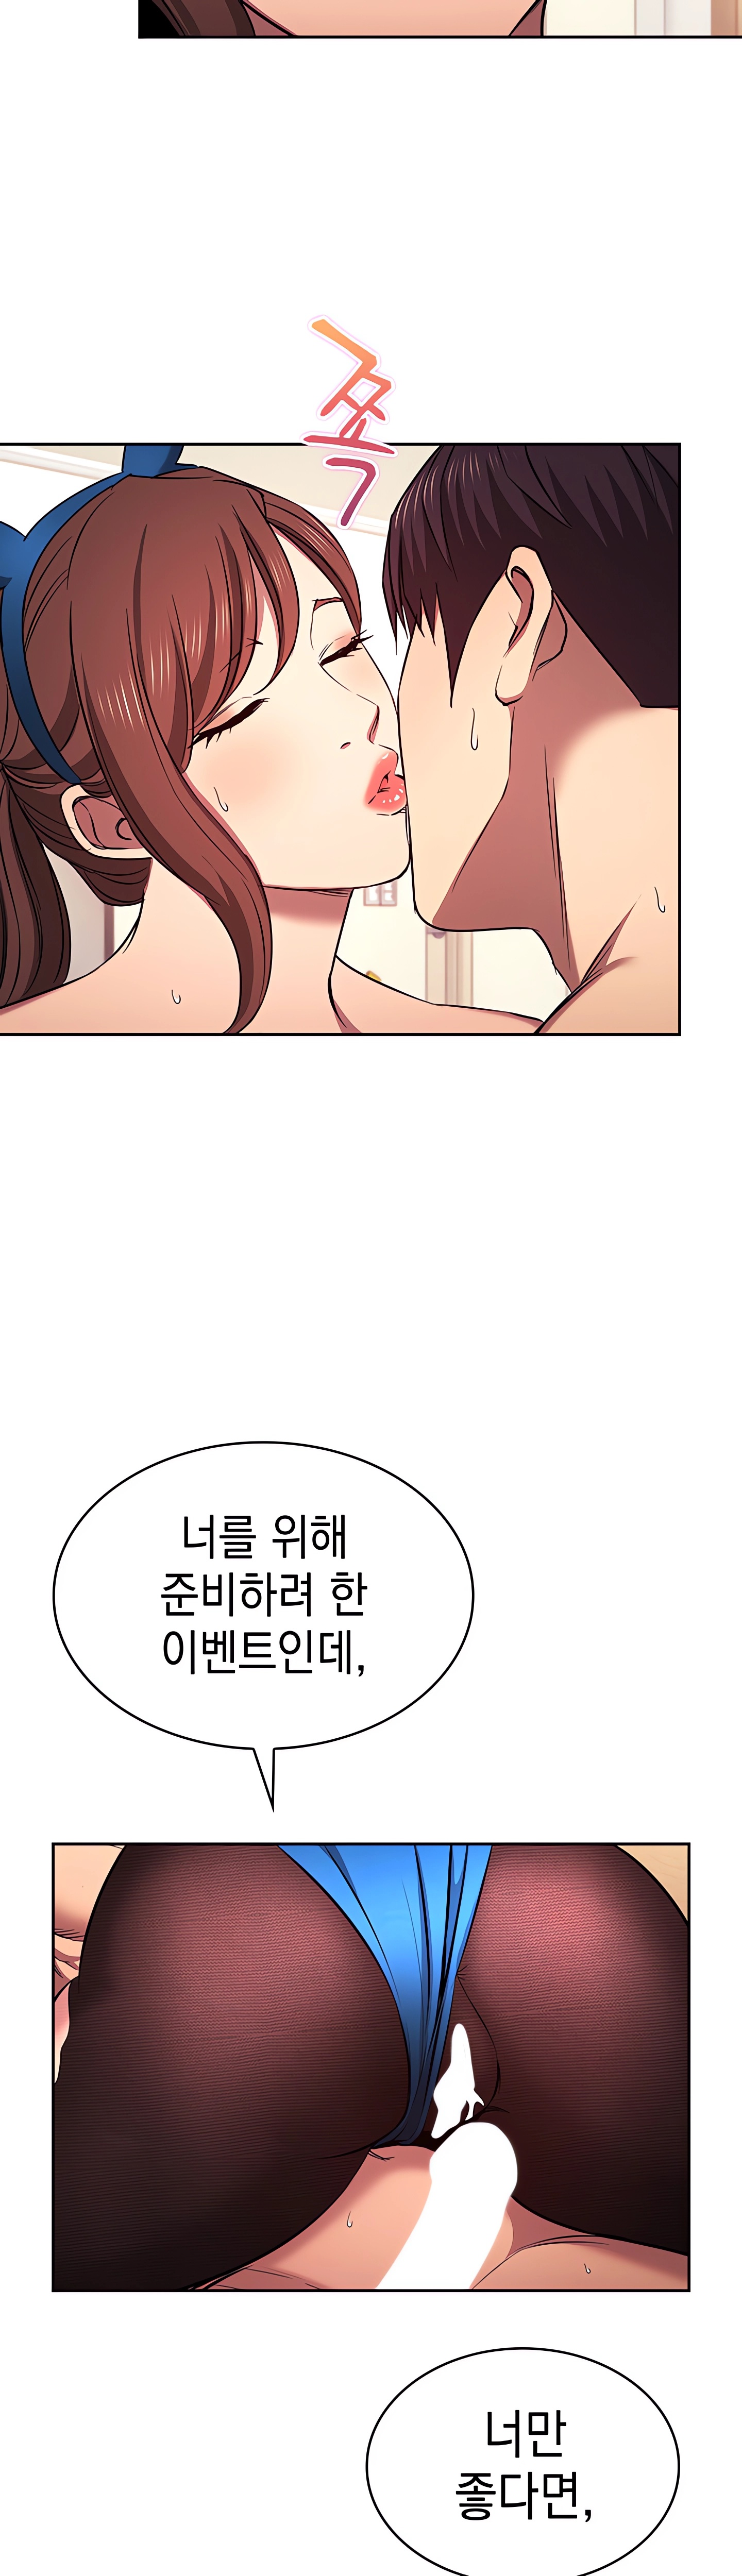 쪽
너를 위해
준비하려 한
이벤트인데,
너만
좋다면,